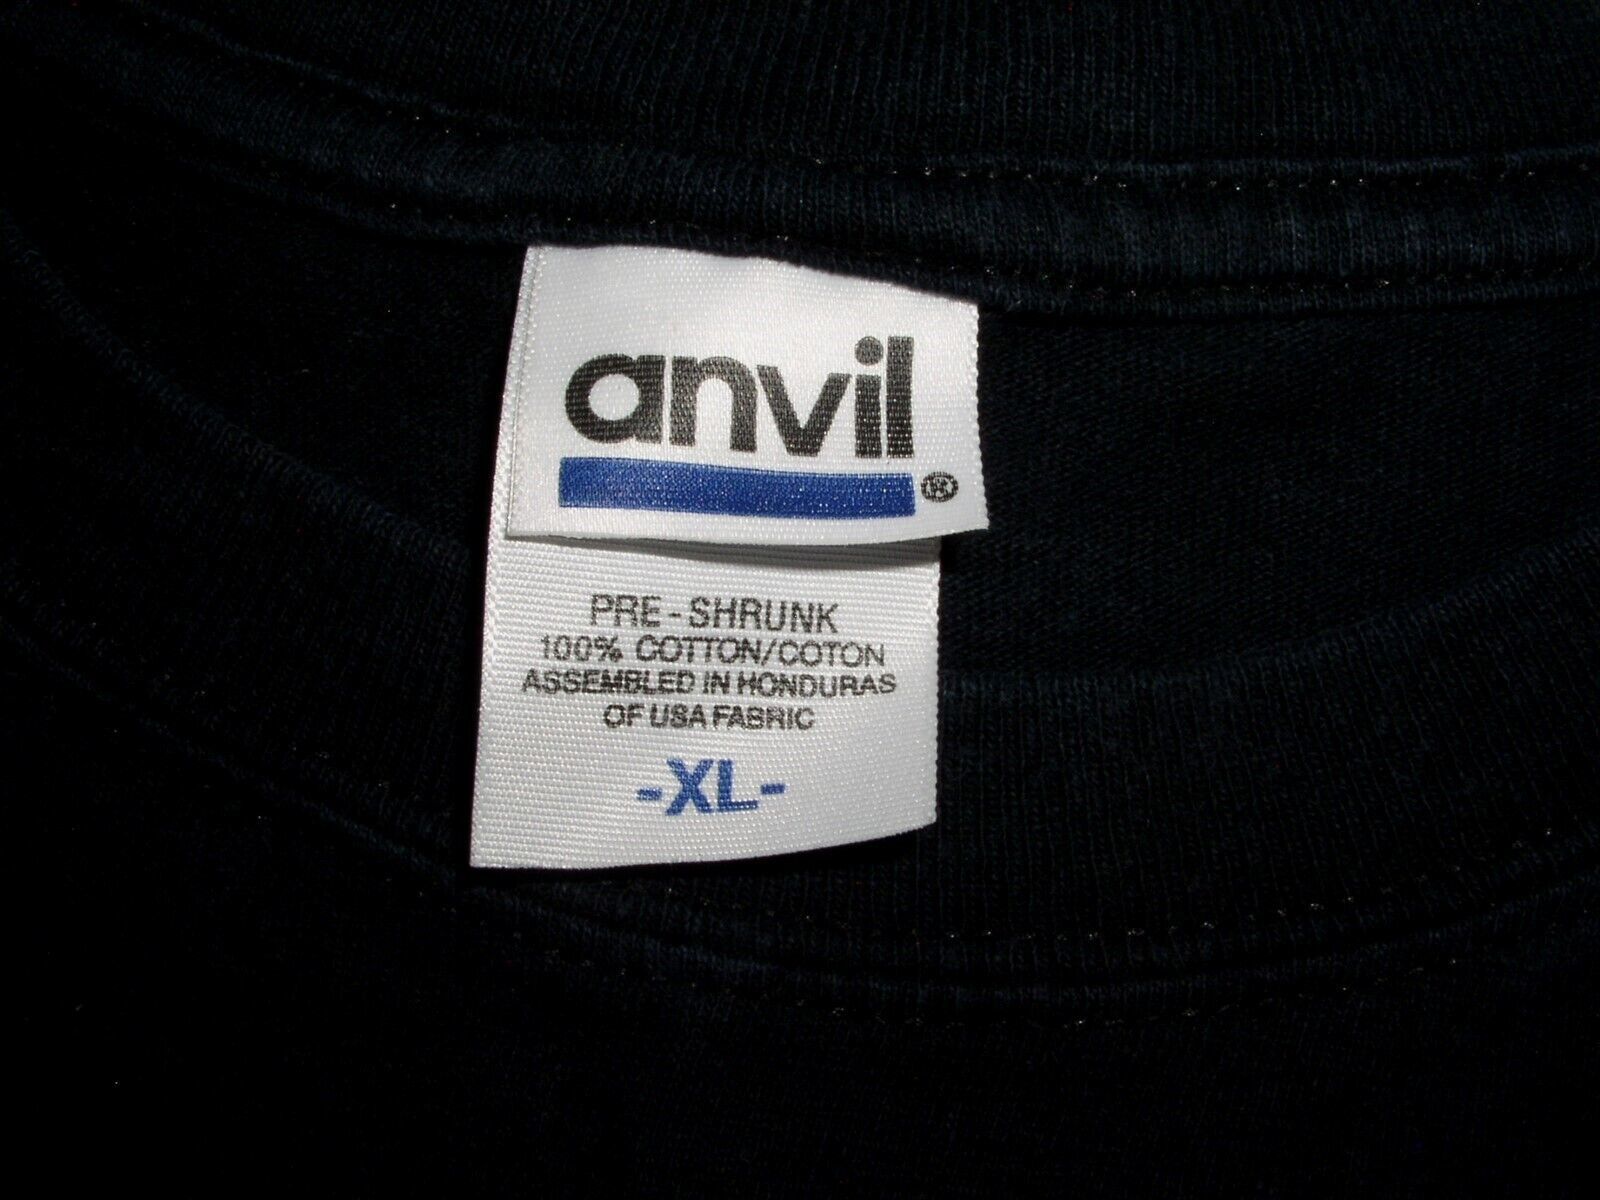 anvil
®
PRE-SHRUNK
100% COTTON/COTON
ASSEMBLED IN HONDURAS
OF USA FABRIC
-XL-